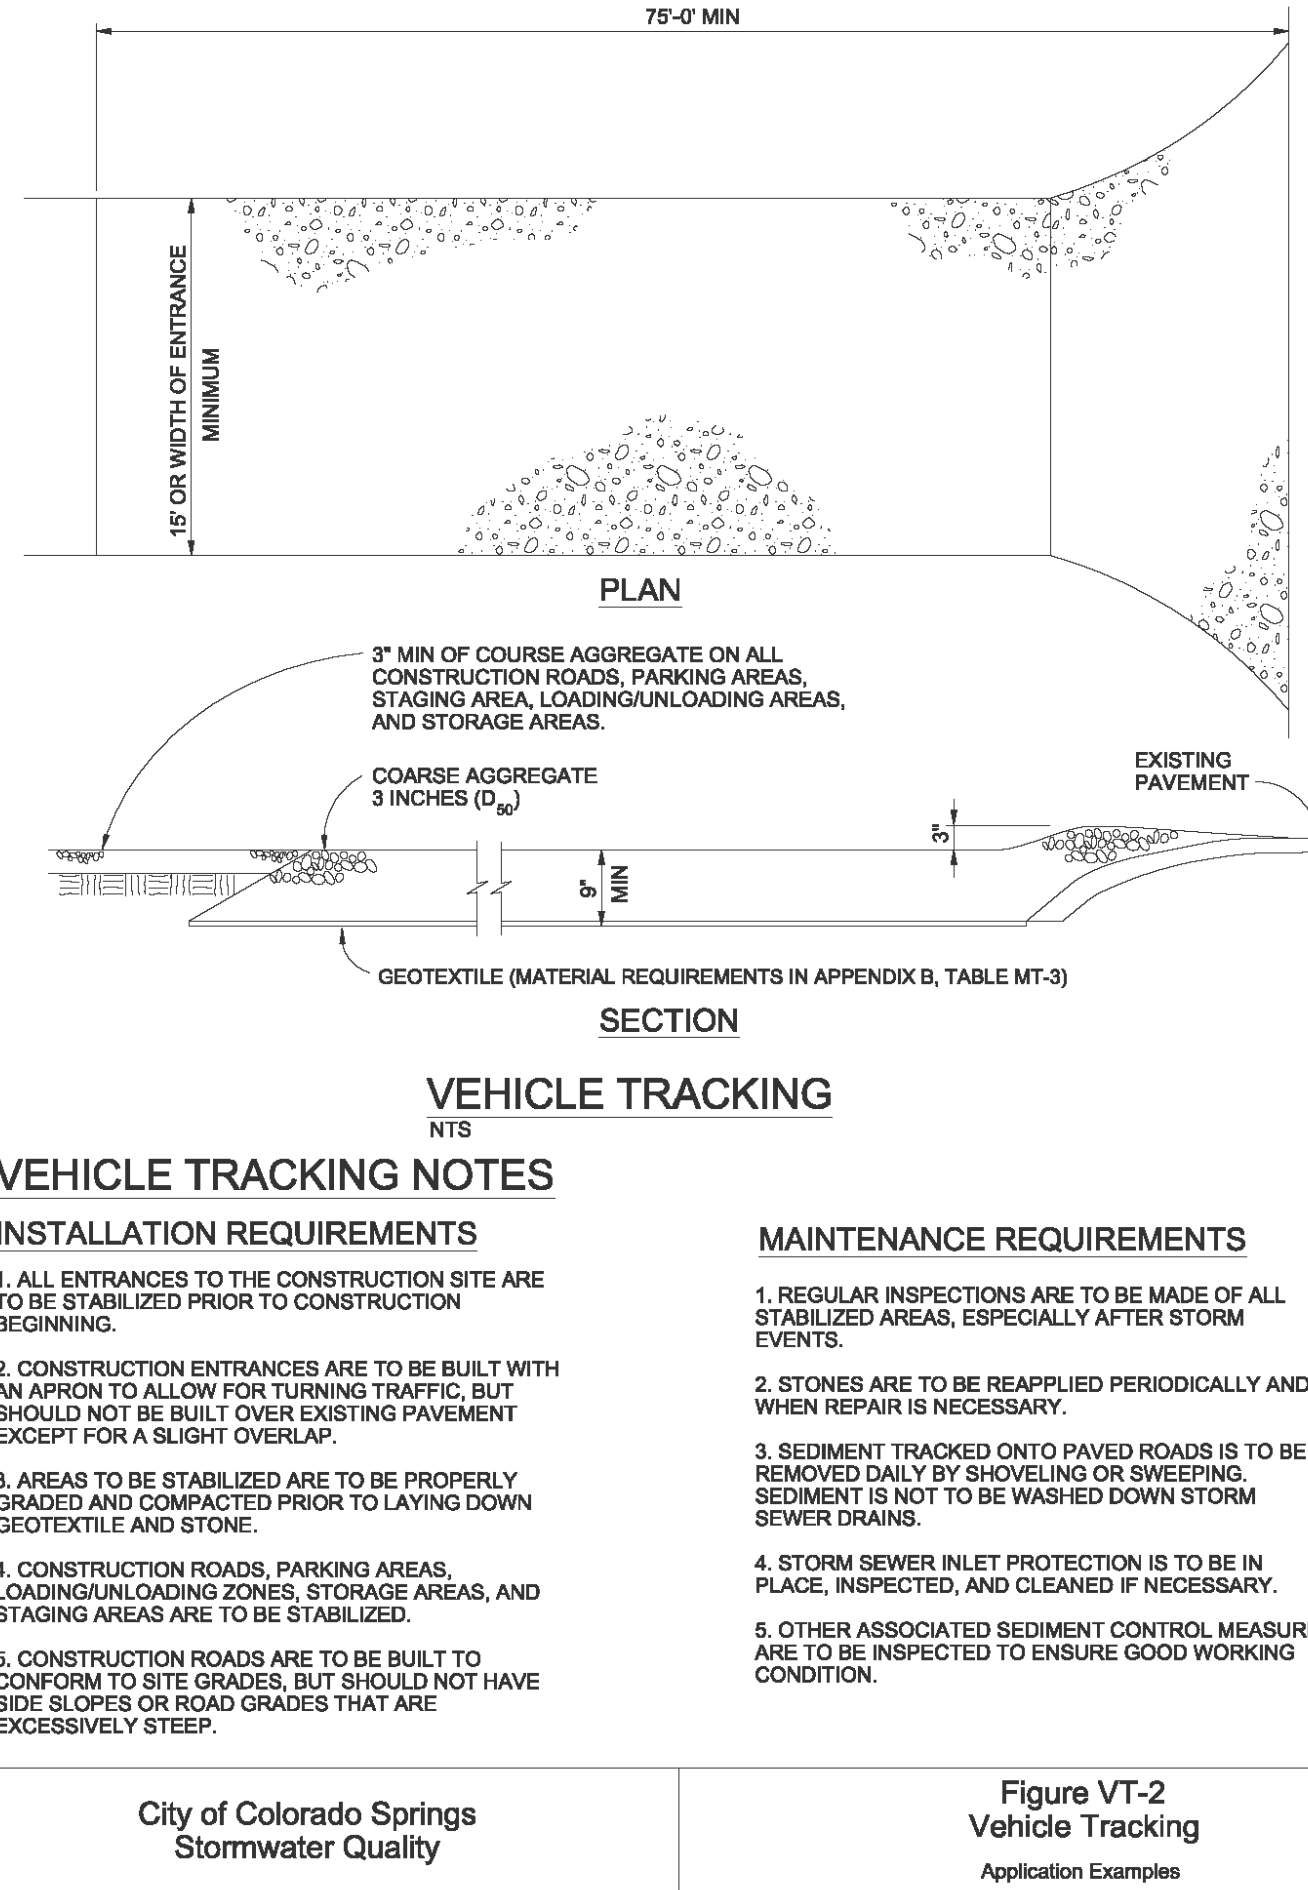 75'-0' MIN
15' OR WIDTH OF ENTRANCE
MINIMUM
PLAN
3" MIN OF COURSE AGGREGATE ON ALL
CONSTRUCTION ROADS, PARKING AREAS,
STAGING AREA, LOADING/UNLOADING AREAS,
AND STORAGE AREAS.
COARSE AGGREGATE
3 INCHES (D50)
EXISTING
PAVEMENT
3"
9"
MIN
GEOTEXTILE (MATERIAL REQUIREMENTS IN APPENDIX B, TABLE MT-3)
SECTION
VEHICLE TRACKING
NTS
VEHICLE TRACKING NOTES
INSTALLATION REQUIREMENTS
1. ALL ENTRANCES TO THE CONSTRUCTION SITE ARE
TO BE STABILIZED PRIOR TO CONSTRUCTION
BEGINNING.
2. CONSTRUCTION ENTRANCES ARE TO BE BUILT WITH
AN APRON TO ALLOW FOR TURNING TRAFFIC, BUT
SHOULD NOT BE BUILT OVER EXISTING PAVEMENT
EXCEPT FOR A SLIGHT OVERLAP.
3. AREAS TO BE STABILIZED ARE TO BE PROPERLY
GRADED AND COMPACTED PRIOR TO LAYING DOWN
GEOTEXTILE AND STONE.
4. CONSTRUCTION ROADS, PARKING AREAS,
LOADING/UNLOADING ZONES, STORAGE AREAS, AND
STAGING AREAS ARE TO BE STABILIZED.
5. CONSTRUCTION ROADS ARE TO BE BUILT TO
CONFORM TO SITE GRADES, BUT SHOULD NOT HAVE
SIDE SLOPES OR ROAD GRADES THAT ARE
EXCESSIVELY STEEP.
MAINTENANCE REQUIREMENTS
1. REGULAR INSPECTIONS ARE TO BE MADE OF ALL
STABILIZED AREAS, ESPECIALLY AFTER STORM
EVENTS.
2. STONES ARE TO BE REAPPLIED PERIODICALLY AND
WHEN REPAIR IS NECESSARY.
3. SEDIMENT TRACKED ONTO PAVED ROADS IS TO BE
REMOVED DAILY BY SHOVELING OR SWEEPING.
SEDIMENT IS NOT TO BE WASHED DOWN STORM
SEWER DRAINS.
4. STORM SEWER INLET PROTECTION IS TO BE IN
PLACE, INSPECTED, AND CLEANED IF NECESSARY.
5. OTHER ASSOCIATED SEDIMENT CONTROL MEASUR
ARE TO BE INSPECTED TO ENSURE GOOD WORKING
CONDITION.
City of Colorado Springs
Stormwater Quality
Figure VT-2
Vehicle Tracking
Application Examples